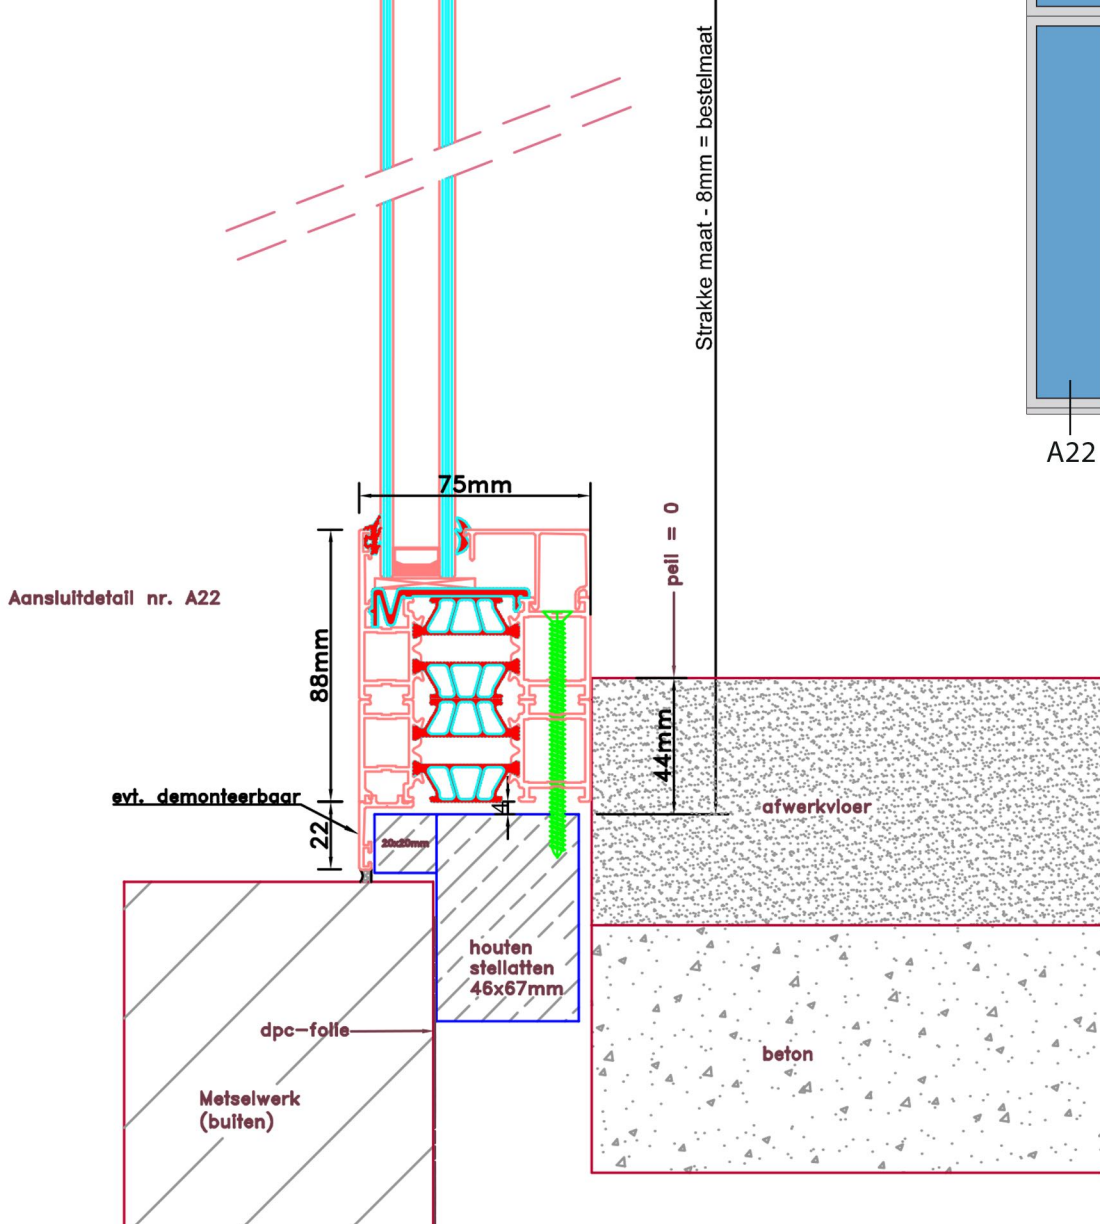 Strakke maat - 8mm = bestelmaat
A22
75mm
peil = 0
Aansluitdetail nr. A22
88mm
44mm
evt. demonteerbaar
4
afwerkvloer
22
20x20mm
houten
stellatten
46x67mm
dpc-folie
beton
Metselwerk
(buiten)